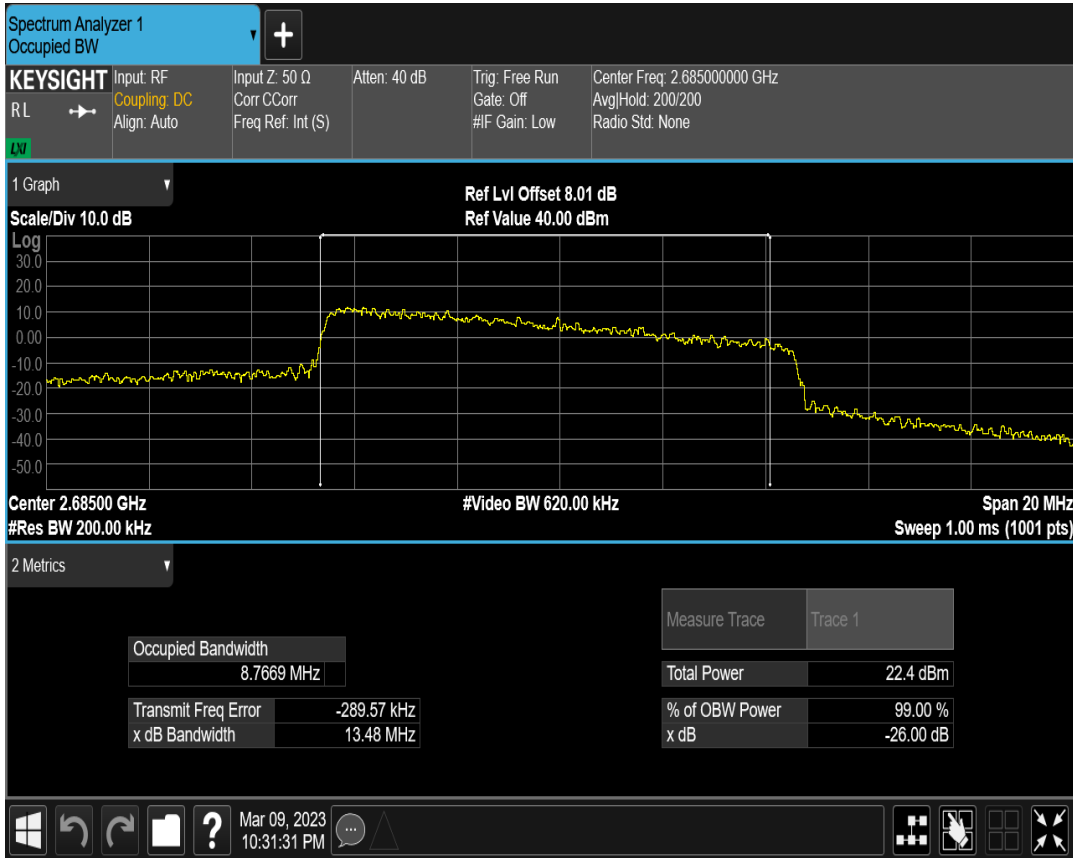 Spectrum Analyzer 1
Occupied BW
KEYSIGHT
R L
LXI
Input: RF
Coupling: DC
Align: Auto
Input Z: 50 Ω
Corr CCorr
Freq Ref: Int (S)
Atten: 40 dB
Trig: Free Run
Gate: Off
#IF Gain: Low
Center Freq: 2.685000000 GHz
Avg|Hold: 200/200
Radio Std: None
1 Graph
Scale/Div 10.0 dB
Ref Lvl Offset 8.01 dB
Ref Value 40.00 dBm
Log
30.0
20.0
10.0
0.00
-10.0
-20.0
-30.0
-40.0
-50.0
Center 2.68500 GHz
#Video BW 620.00 kHz
Span 20 MHz
#Res BW 200.00 kHz
Sweep 1.00 ms (1001 pts)
2 Metrics
Measure Trace Trace 1
Occupied Bandwidth
8.7669 MHz
Total Power 22.4 dBm
Transmit Freq Error -289.57 kHz
% of OBW Power 99.00 %
x dB Bandwidth 13.48 MHz
x dB -26.00 dB
Mar 09, 2023
10:31:31 PM